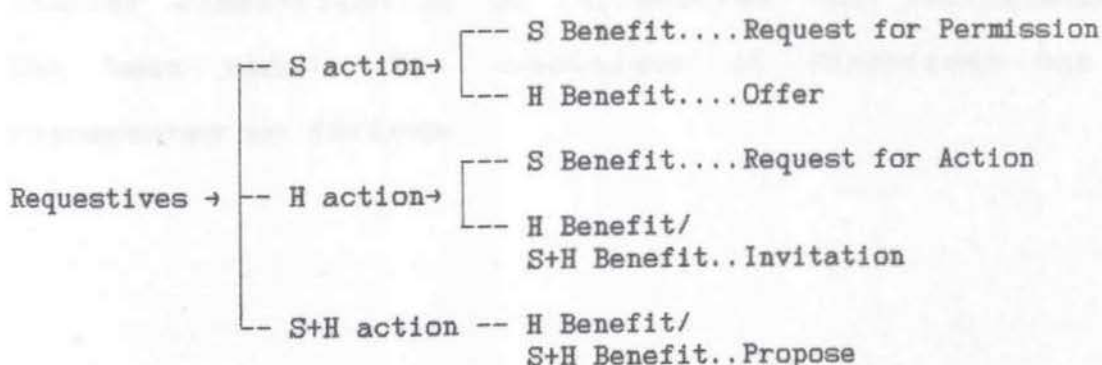 S Benefit....Request for Permission
S action→
H Benefit....Offer
S Benefit....Request for Action
Requestives → H action→
H Benefit/
S+H Benefit..Invitation
S+H action -- H Benefit/
S+H Benefit..Propose